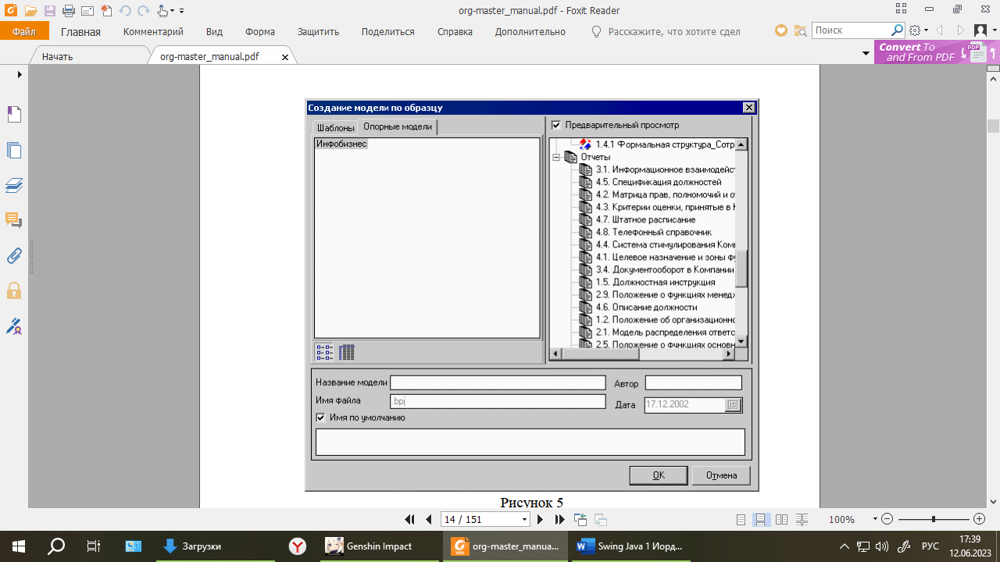 org-master_manual.pdf - Foxit Reader
Файл Главная Комментарий Вид Форма Защитить Поделиться Справка Дополнительно Расскажите, что хотите сдел Поиск
Начать org-master_manual.pdf
Convert To
and From PDF
PDF
Создание модели по образцу
Шаблоны Опорные модели
Инфобизнес
Предварительный просмотр
1.4.1 Формальная структура_Сотр
Отчеты
3.1. Информационное взаимодейст
4.5. Спецификация должностей
4.2. Матрица прав, полномочий и о
4.3. Критерии оценки, принятые в К
4.7. Штатное расписание
4.8. Телефонный справочник
4.4. Система стимулирования Комп
4.1. Целевое назначение и зоны фу
3.4. Документооборот в Компании
1.5. Должностная инструкция
2.9. Положение о функциях менедж
4.6. Описание должности
1.2. Положение об организационно
2.1. Модель распределения ответс
2.5. Положение о функциях основн
Название модели Автор
Имя файла .bpj Дата 17.12.2002 15
Имя по умолчанию
OK Отмена
Рисунок 5
14 / 151 100%
Загрузки Genshin Impact org-master_manua... Swing Java 1 Иорд... РУС 17:39
12.06.2023